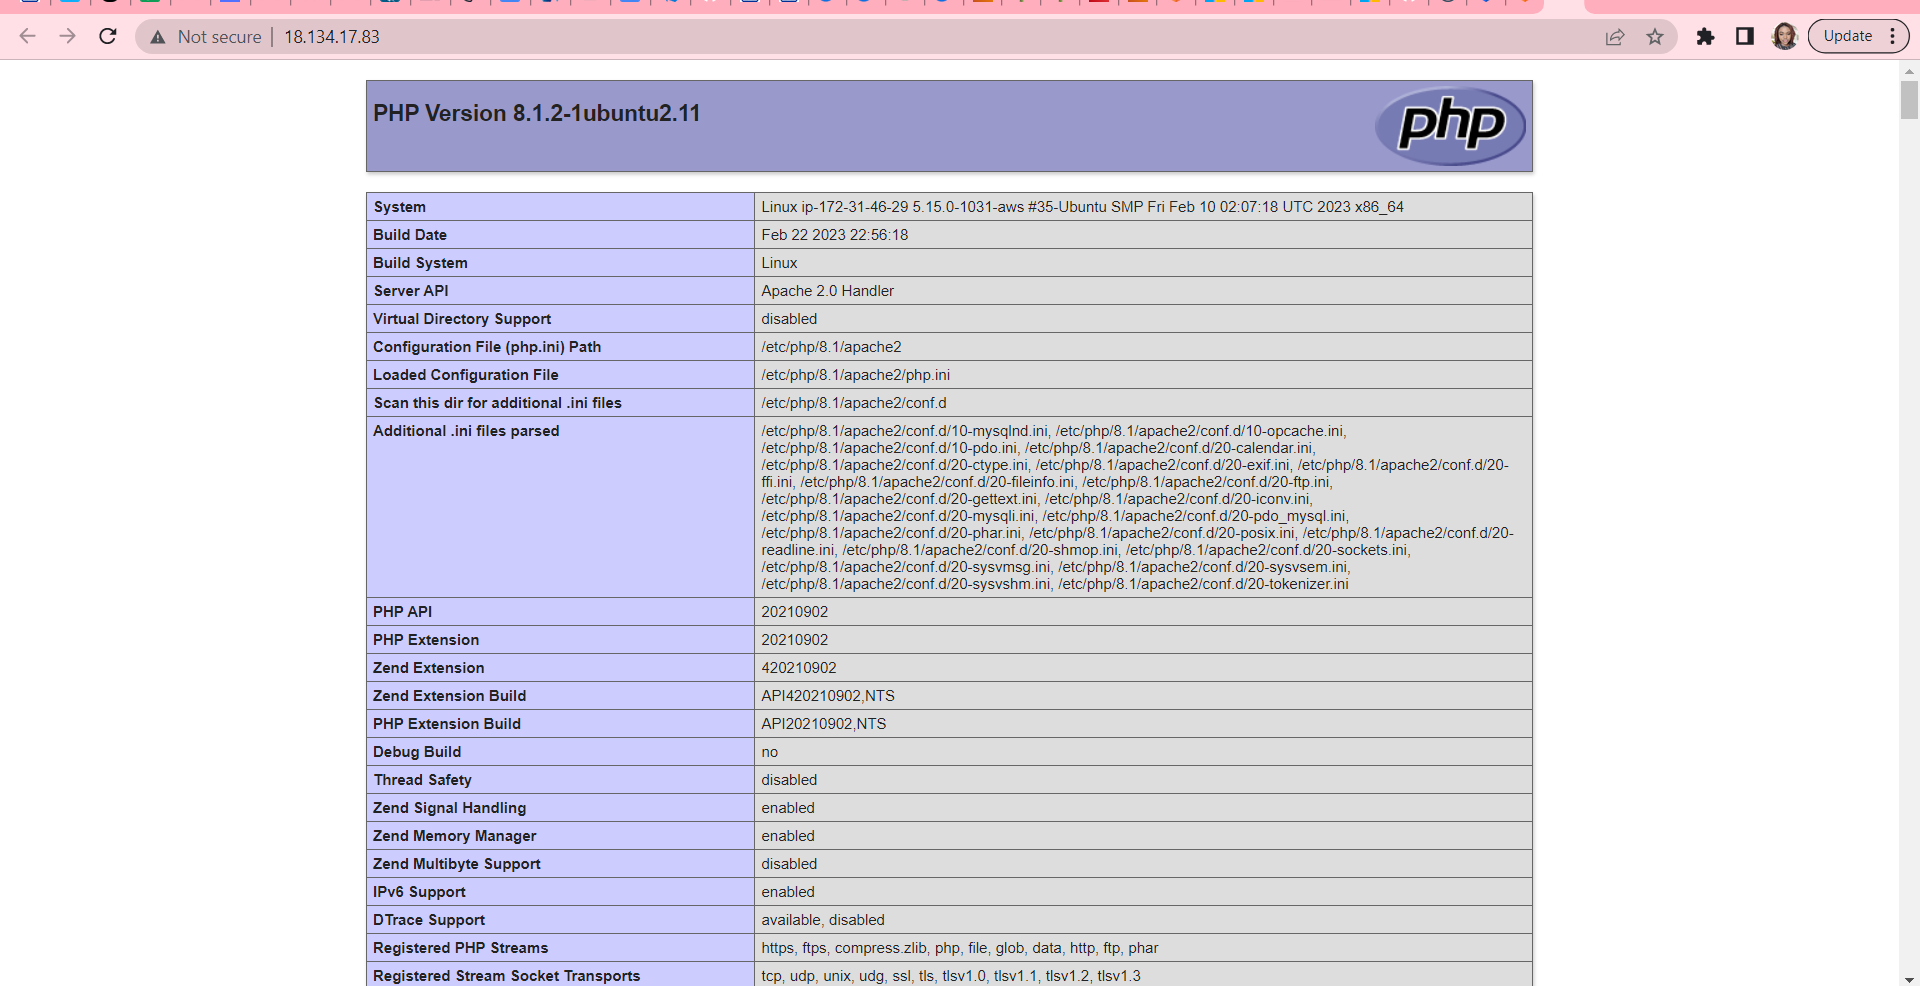 Not secure | 18.134.17.83
Update
PHP Version 8.1.2-1ubuntu2.11
php
System Linux ip-172-31-46-29 5.15.0-1031-aws #35-Ubuntu SMP Fri Feb 10 02:07:18 UTC 2023 x86_64
Build Date Feb 22 2023 22:56:18
Build System Linux
Server API Apache 2.0 Handler
Virtual Directory Support disabled
Configuration File (php.ini) Path /etc/php/8.1/apache2
Loaded Configuration File /etc/php/8.1/apache2/php.ini
Scan this dir for additional .ini files /etc/php/8.1/apache2/conf.d
Additional .ini files parsed /etc/php/8.1/apache2/conf.d/10-mysqlnd.ini, /etc/php/8.1/apache2/conf.d/10-opcache.ini,
/etc/php/8.1/apache2/conf.d/10-pdo.ini, /etc/php/8.1/apache2/conf.d/20-calendar.ini,
/etc/php/8.1/apache2/conf.d/20-ctype.ini, /etc/php/8.1/apache2/conf.d/20-exif.ini, /etc/php/8.1/apache2/conf.d/20-
ffi.ini, /etc/php/8.1/apache2/conf.d/20-fileinfo.ini, /etc/php/8.1/apache2/conf.d/20-ftp.ini,
/etc/php/8.1/apache2/conf.d/20-gettext.ini, /etc/php/8.1/apache2/conf.d/20-iconv.ini,
/etc/php/8.1/apache2/conf.d/20-mysqli.ini, /etc/php/8.1/apache2/conf.d/20-pdo_mysql.ini,
/etc/php/8.1/apache2/conf.d/20-phar.ini, /etc/php/8.1/apache2/conf.d/20-posix.ini, /etc/php/8.1/apache2/conf.d/20-
readline.ini, /etc/php/8.1/apache2/conf.d/20-shmop.ini, /etc/php/8.1/apache2/conf.d/20-sockets.ini,
/etc/php/8.1/apache2/conf.d/20-sysvmsg.ini, /etc/php/8.1/apache2/conf.d/20-sysvsem.ini,
/etc/php/8.1/apache2/conf.d/20-sysvshm.ini, /etc/php/8.1/apache2/conf.d/20-tokenizer.ini
PHP API 20210902
PHP Extension 20210902
Zend Extension 420210902
Zend Extension Build API420210902,NTS
PHP Extension Build API20210902,NTS
Debug Build no
Thread Safety disabled
Zend Signal Handling enabled
Zend Memory Manager enabled
Zend Multibyte Support disabled
IPv6 Support enabled
DTrace Support available, disabled
Registered PHP Streams https, ftps, compress.zlib, php, file, glob, data, http, ftp, phar
Registered Stream Socket Transports tcp, udp, unix, udg, ssl, tls, tlsv1.0, tlsv1.1, tlsv1.2, tlsv1.3